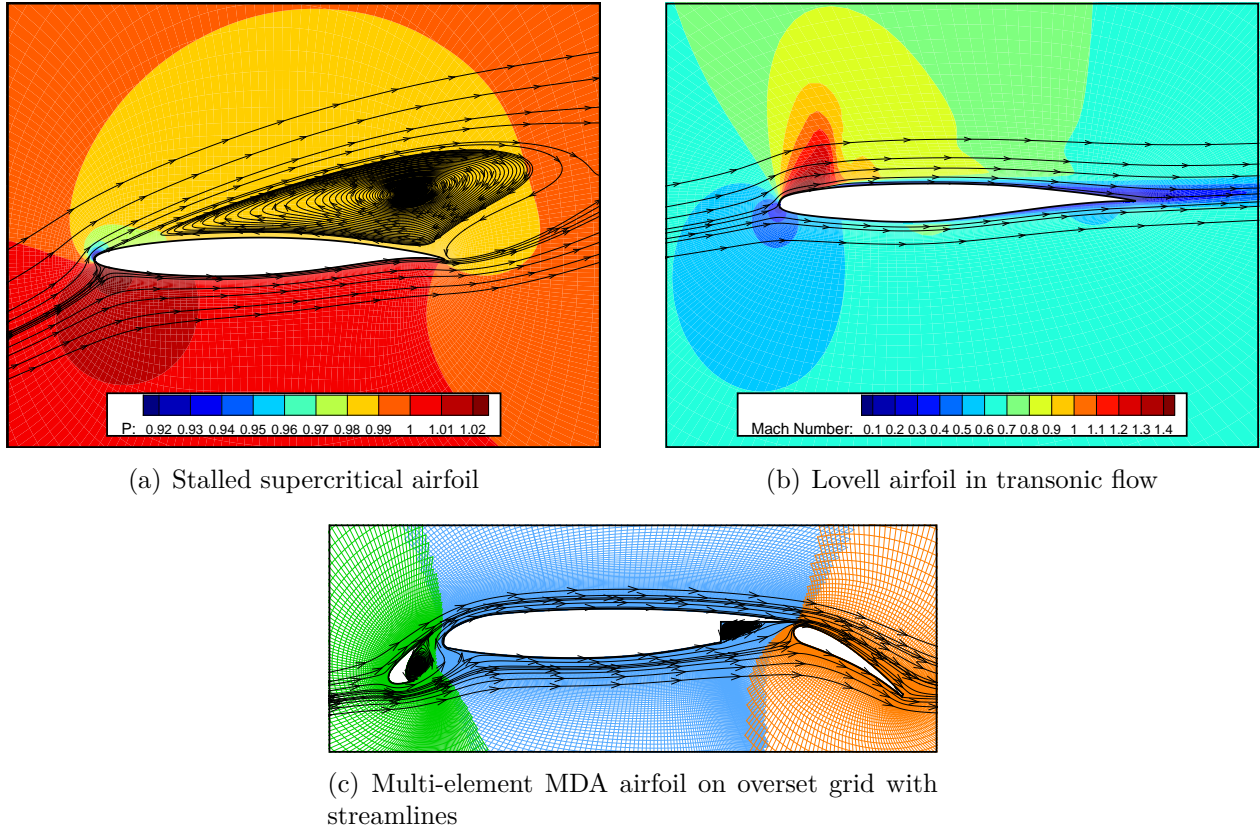 P: 0.92 0.93 0.94 0.95 0.96 0.97 0.98 0.99 1 1.01 1.02
Mach Number: 0.1 0.2 0.3 0.4 0.5 0.6 0.7 0.8 0.9 1 1.1 1.2 1.3 1.4
(a) Stalled supercritical airfoil
(b) Lovell airfoil in transonic flow
(c) Multi-element MDA airfoil on overset grid with
streamlines